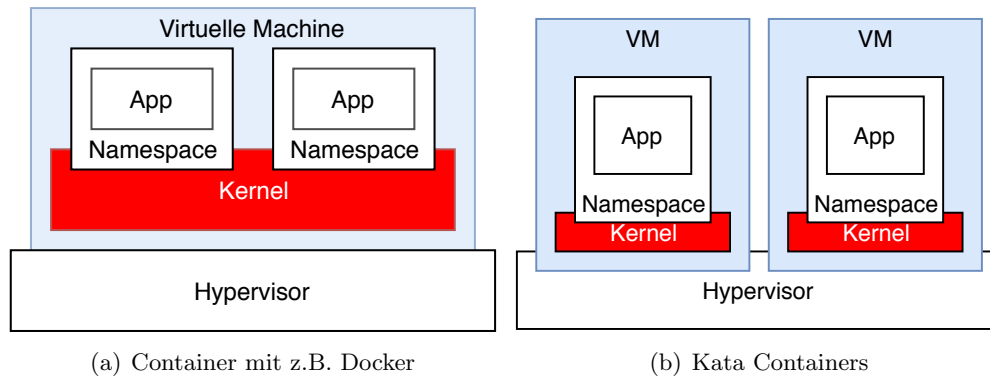 Virtuelle Machine
App
Namespace
App
Namespace
Kernel
Hypervisor
(a) Container mit z.B. Docker
VM
App
Namespace
Kernel
VM
App
Namespace
Kernel
Hypervisor
(b) Kata Containers